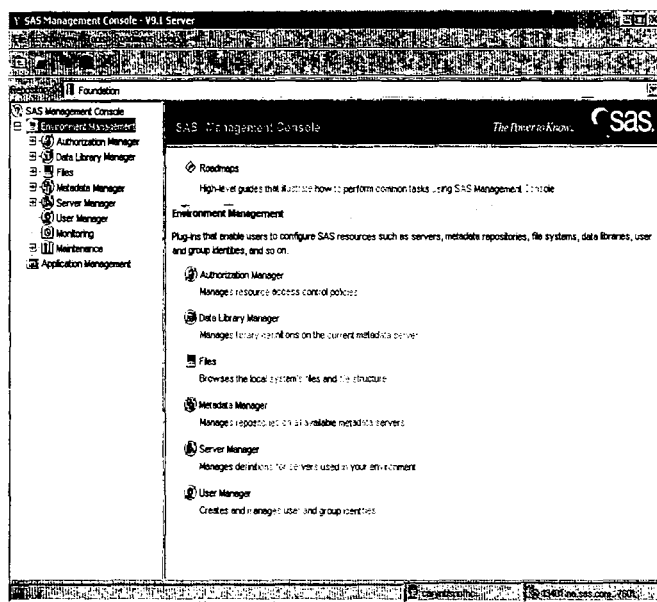 SAS Management Console - V9.1 Server
Foundation
SAS Management Console
Environment Management
Authorization Manager
Data Library Manager
Files
Metadata Manager
Server Manager
User Manager
Monitoring
Maintenance
Application Management
SAS Management Console
The Power to Know.
sas.
Roadmaps
High-level guides that illustrate how to perform common tasks using SAS Management Console
Environment Management
Plug-ins that enable users to configure SAS resources such as servers, metadata repositories, file systems, data libraries, user
and group identities, and so on.
Authorization Manager
Manages resource access control policies
Data Library Manager
Manages library definitions on the current metadata server
Files
Browses the local system's files and file structure
Metadata Manager
Manages repositories on all available metadata servers
Server Manager
Manages definitions for servers used in your environment
User Manager
Creates and manages user and group identities